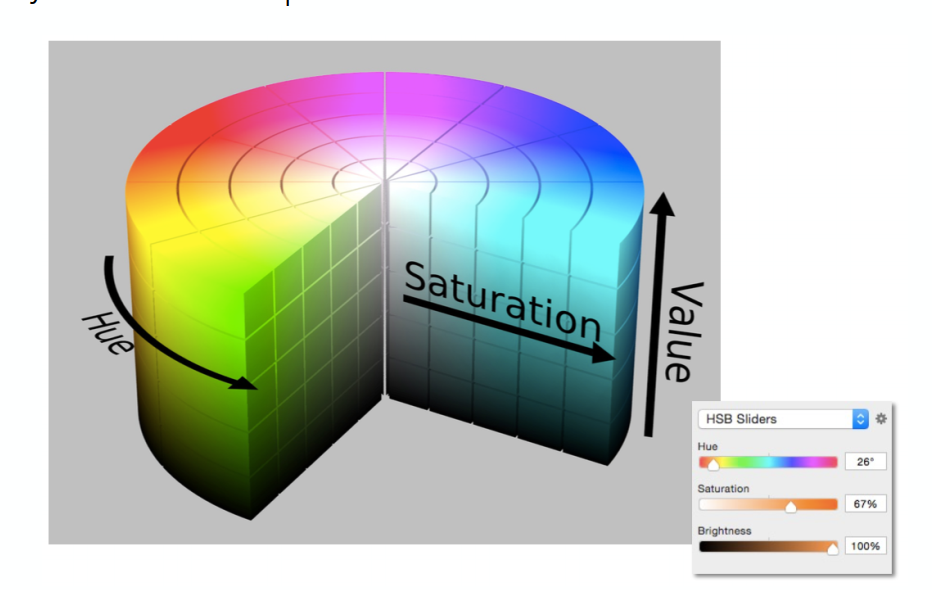 Hue
Saturation
Value
HSB Sliders
Hue
26°
Saturation
67%
Brightness
100%